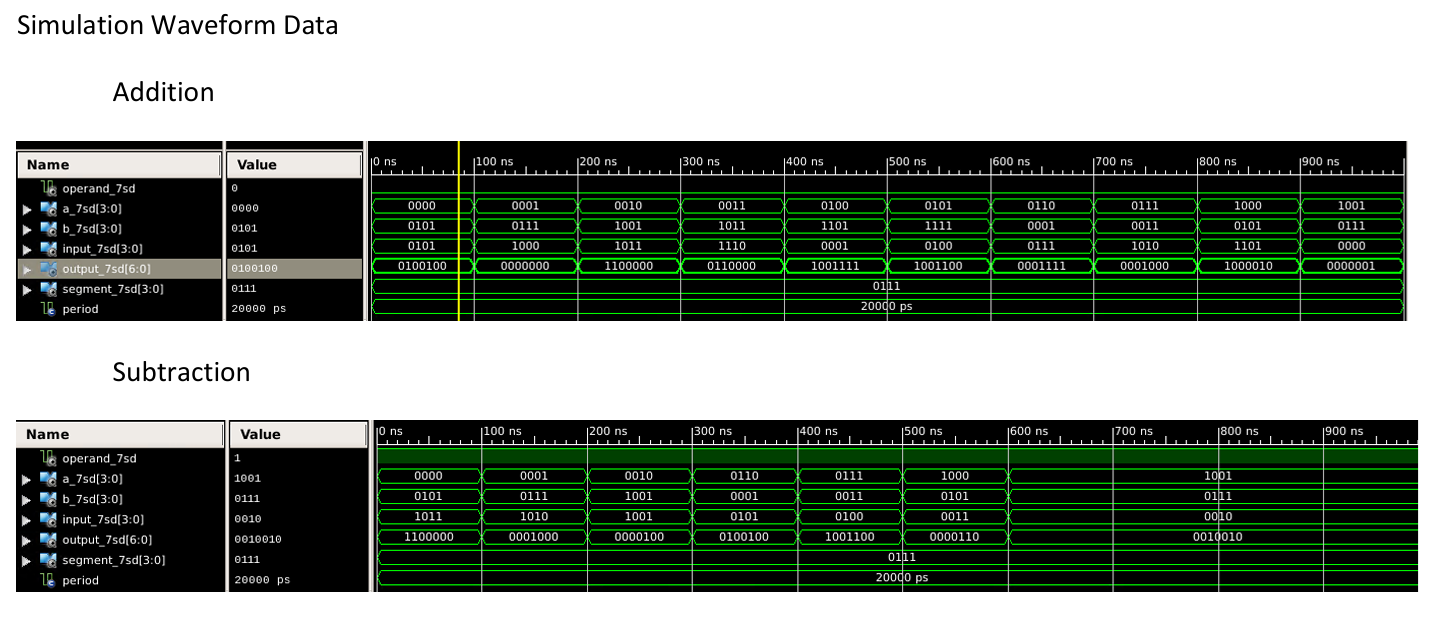 Simulation Waveform Data
Addition
Name Value 0 ns 100 ns 200 ns 300 ns 400 ns 500 ns 600 ns 700 ns 800 ns 900 ns
operand_7sd 0
a_7sd[3:0] 0000 0000 0001 0010 0011 0100 0101 0110 0111 1000 1001
b_7sd[3:0] 0101 0101 0111 1001 1011 1101 1111 0001 0011 0101 0111
input_7sd[3:0] 0101 0101 1000 1011 1110 0001 0100 0111 1010 1101 0000
output_7sd[6:0] 0100100 0100100 0000000 1100000 0110000 1001111 1001100 0001111 0001000 1000010 0000001
segment_7sd[3:0] 0111 0111
period 20000 ps 20000 ps
Subtraction
Name Value 0 ns 100 ns 200 ns 300 ns 400 ns 500 ns 600 ns 700 ns 800 ns 900 ns
operand_7sd 1
a_7sd[3:0] 1001 0000 0001 0010 0110 0111 1000 1001
b_7sd[3:0] 0111 0101 0111 1001 0001 0011 0101 0111
input_7sd[3:0] 0010 1011 1010 1001 0101 0100 0011 0010
output_7sd[6:0] 0010010 1100000 0001000 0000100 0100100 1001100 0000110 0010010
segment_7sd[3:0] 0111 0111
period 20000 ps 20000 ps